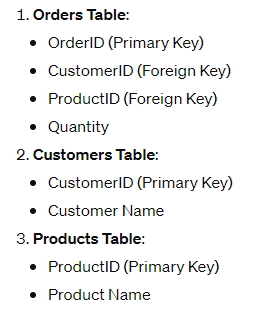 1. Orders Table:
• OrderID (Primary Key)
• CustomerID (Foreign Key)
• ProductID (Foreign Key)
• Quantity
2. Customers Table:
• CustomerID (Primary Key)
• Customer Name
3. Products Table:
• ProductID (Primary Key)
• Product Name